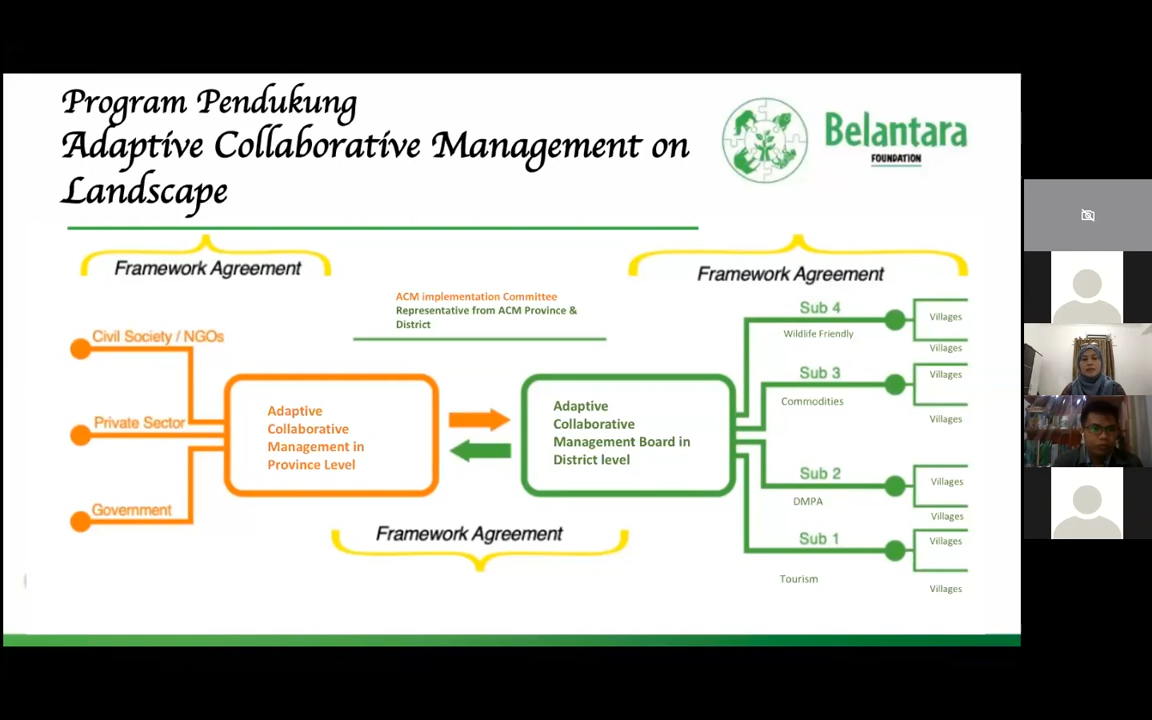 Program Pendukung
Adaptive Collaborative Management on
Landscape
Belantara
FOUNDATION
Framework Agreement
Framework Agreement
ACM implementation Committee
Representative from ACM Province &
District
Civil Society / NGOs
Private Sector
Government
Adaptive
Collaborative
Management in
Province Level
Adaptive
Collaborative
Management Board in
District level
Framework Agreement
Sub 4
Wildlife Friendly
Villages
Villages
Sub 3
Commodities
Villages
Villages
Sub 2
DMPA
Villages
Villages
Sub 1
Tourism
Villages
Villages